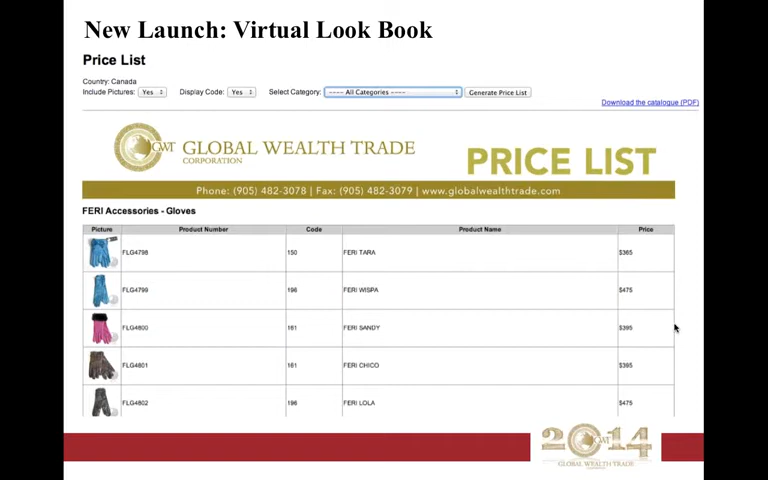 New Launch: Virtual Look Book
Price List
Country: Canada
Include Pictures: Yes Display Code: Yes Select Category: ---- All Categories ---- Generate Price List
Download the catalogue (PDF)
GWT GLOBAL WEALTH TRADE
CORPORATION
PRICE LIST
Phone: (905) 482-3078 | Fax: (905) 482-3079 | www.globalwealthtrade.com
FERI Accessories - Gloves
Picture Product Number Code Product Name Price
FLG4798 150 FERI TARA $365
FLG4799 196 FERI WISPA $475
FLG4800 161 FERI SANDY $395
FLG4801 161 FERI CHICO $395
FLG4802 196 FERI LOLA $475
2014
GWT
GLOBAL WEALTH TRADE